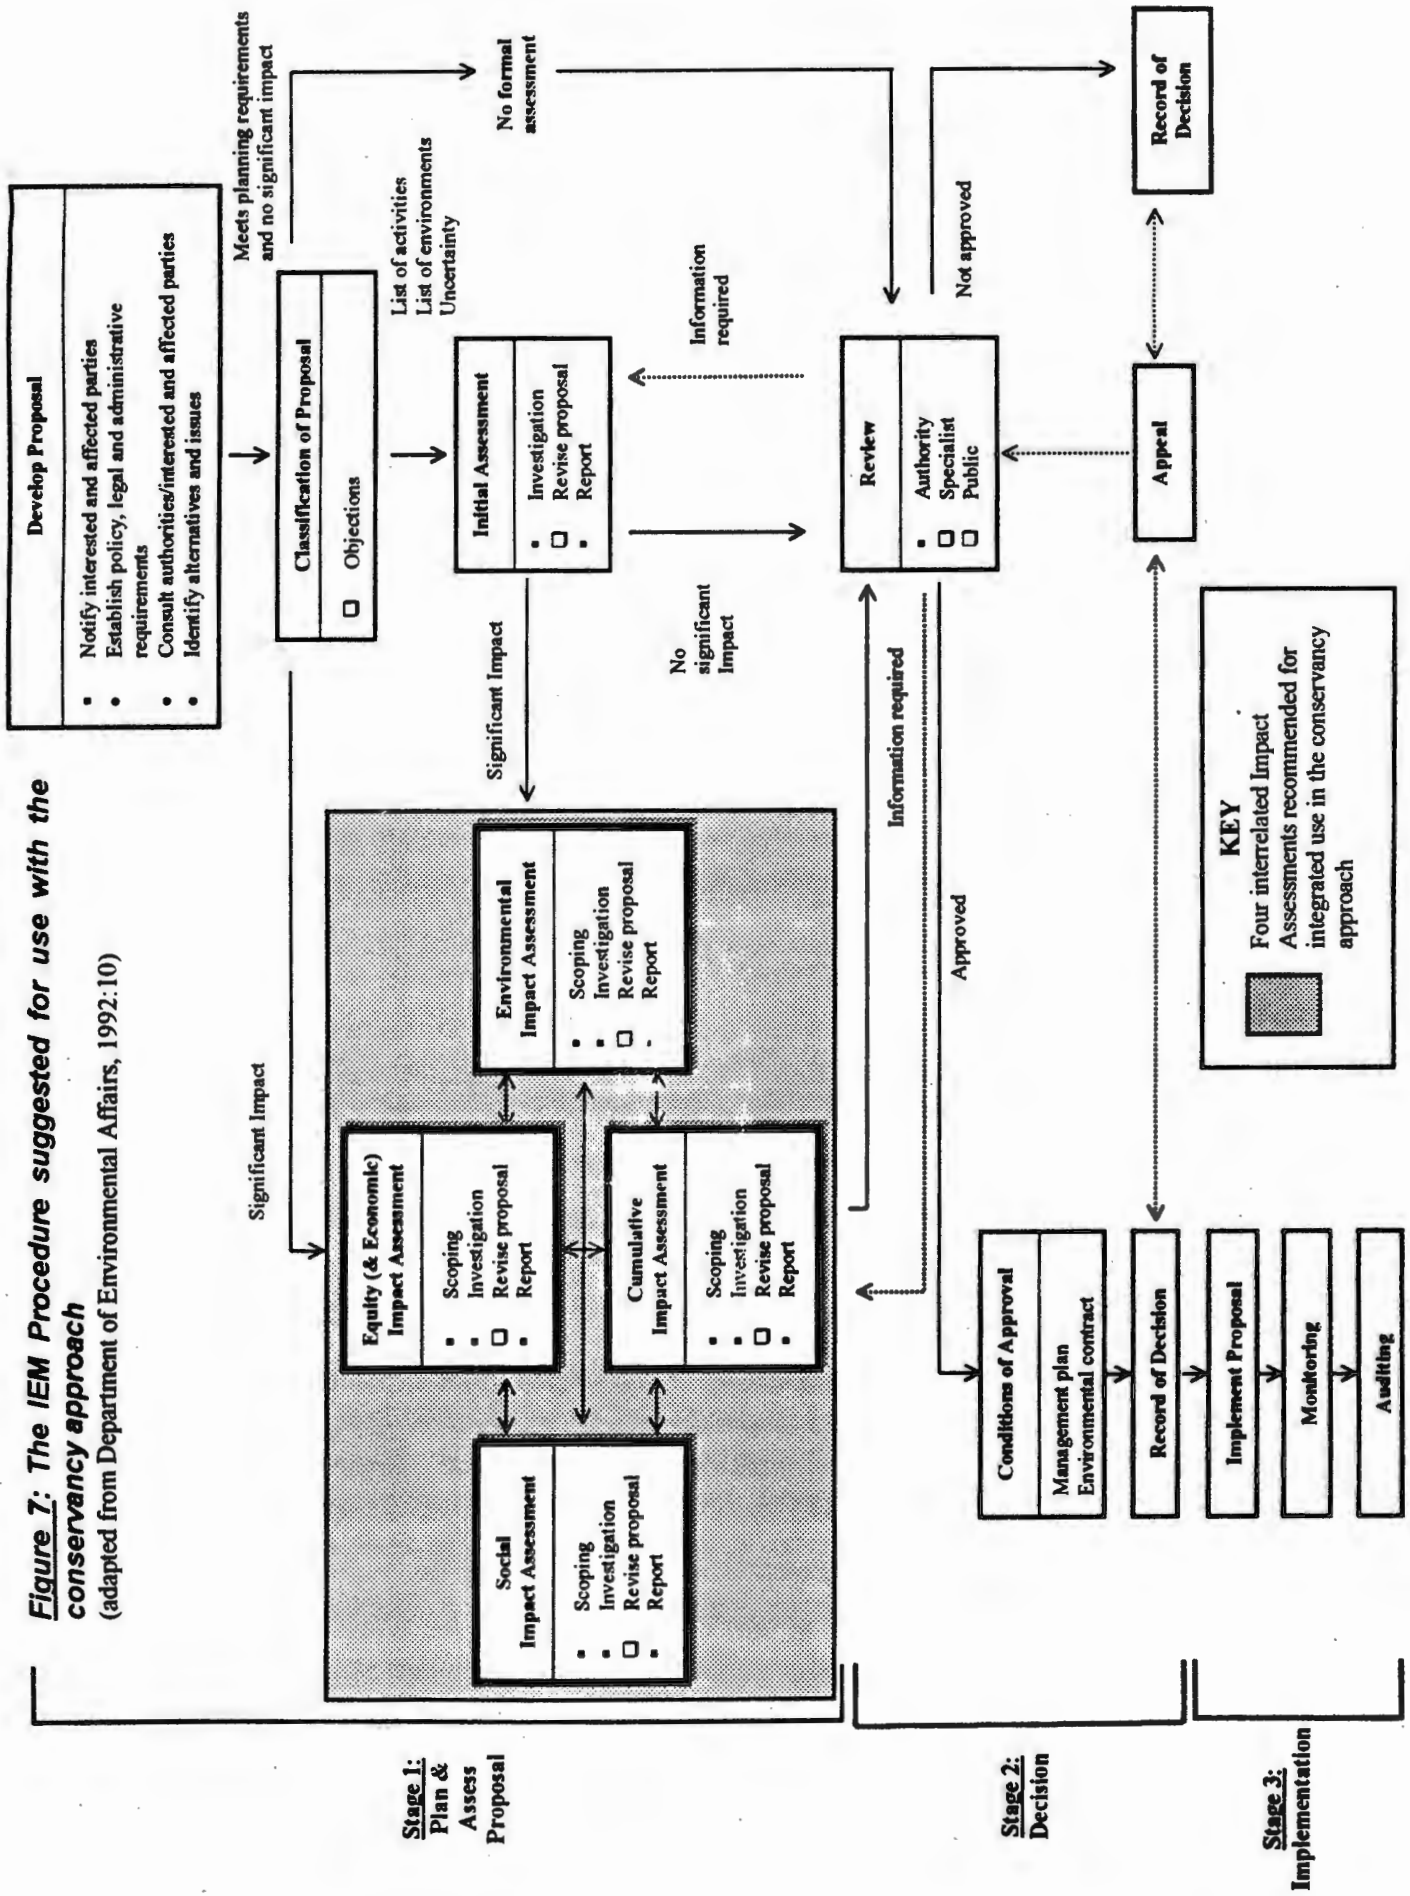 Figure 7: The IEM Procedure suggested for use with the
conservancy approach
(adapted from Department of Environmental Affairs, 1992:10)
Develop Proposal
Notify interested and affected parties
Establish policy, legal and administrative
requirements
Consult authorities/interested and affected parties
Identify alternatives and issues
Meets planning requirements
and no significant impact
Classification of Proposal
Objections
Significant Impact
No formal
assessment
List of activities
List of environments
Uncertainty
Initial Assessment
Investigation
Revise proposal
Report
Significant Impact
No
significant
Impact
Information
required
Stage 1:
Plan &
Assess
Proposal
Equity (& Economic)
Impact Assessment
Scoping
Investigation
Revise proposal
Report
Social
Impact Assessment
Scoping
Investigation
Revise proposal
Report
Environmental
Impact Assessment
Scoping
Investigation
Revise proposal
Report
Cumulative
Impact Assessment
Scoping
Investigation
Revise proposal
Report
Review
Authority
Specialist
Public
Information required
Approved
Not approved
Stage 2:
Decision
Conditions of Approval
Management plan
Environmental contract
Record of Decision
Appeal
Record of
Decision
Stage 3:
Implementation
Implement Proposal
Monitoring
Auditing
KEY
Four interrelated Impact
Assessments recommended for
integrated use in the conservancy
approach